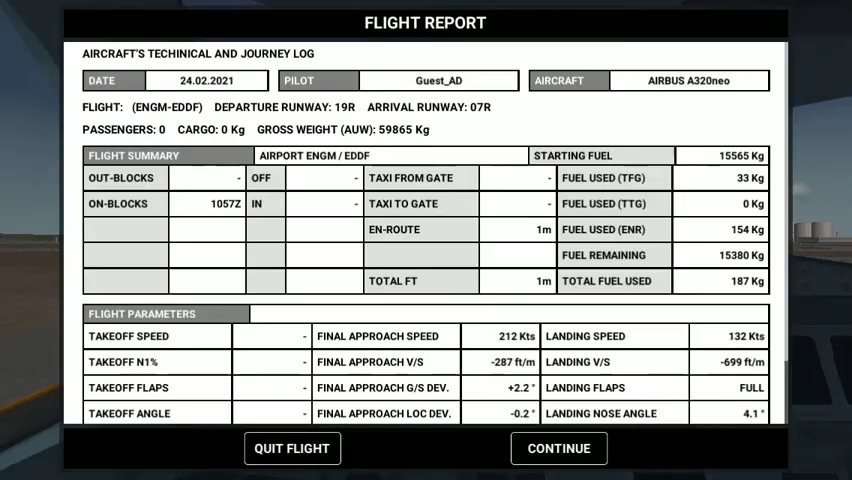 FLIGHT REPORT
AIRCRAFT'S TECHINICAL AND JOURNEY LOG
DATE 24.02.2021 PILOT Guest_AD AIRCRAFT AIRBUS A320neo
FLIGHT: (ENGM-EDDF) DEPARTURE RUNWAY: 19R ARRIVAL RUNWAY: 07R
PASSENGERS: 0 CARGO: 0 Kg GROSS WEIGHT (AUW): 59865 Kg
FLIGHT SUMMARY AIRPORT ENGM / EDDF STARTING FUEL 15565 Kg
OUT-BLOCKS - OFF - TAXI FROM GATE - FUEL USED (TFG) 33 Kg
ON-BLOCKS 1057Z IN - TAXI TO GATE - FUEL USED (TTG) 0 Kg
EN-ROUTE 1m FUEL USED (ENR) 154 Kg
FUEL REMAINING 15380 Kg
TOTAL FT 1m TOTAL FUEL USED 187 Kg
FLIGHT PARAMETERS
TAKEOFF SPEED - FINAL APPROACH SPEED 212 Kts LANDING SPEED 132 Kts
TAKEOFF N1% - FINAL APPROACH V/S -287 ft/m LANDING V/S -699 ft/m
TAKEOFF FLAPS - FINAL APPROACH G/S DEV. +2.2 ° LANDING FLAPS FULL
TAKEOFF ANGLE - FINAL APPROACH LOC DEV. -0.2 ° LANDING NOSE ANGLE 4.1 °
QUIT FLIGHT CONTINUE